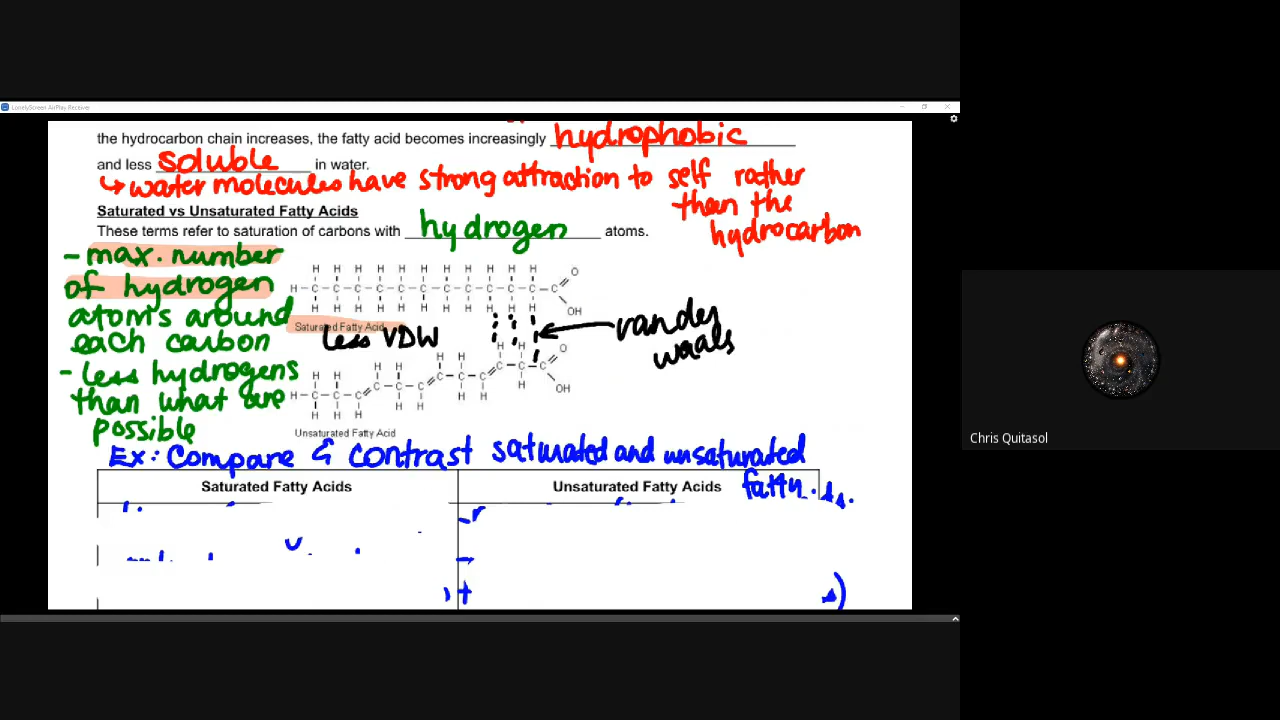 LonelyScreen AirPlay Receiver
the hydrocarbon chain increases, the fatty acid becomes increasingly hydrophobic
and less soluble in water.
↳ water molecules have strong attraction to self rather
than the
hydrocarbon
Saturated vs Unsaturated Fatty Acids
These terms refer to saturation of carbons with hydrogen atoms.
- max. number
of hydrogen
atoms around
each carbon
- less hydrogens
than what are
possible
H H H H H H H H H H H
H-C-C-C-C-C-C-C-C-C-C-C-C O
H H H H H H H H H H H OH
Saturated Fatty Acid
less VDW
van der
waals
Unsaturated Fatty Acid
Ex: Compare & contrast saturated and unsaturated
fatty
Saturated Fatty Acids Unsaturated Fatty Acids
Chris Quitasol